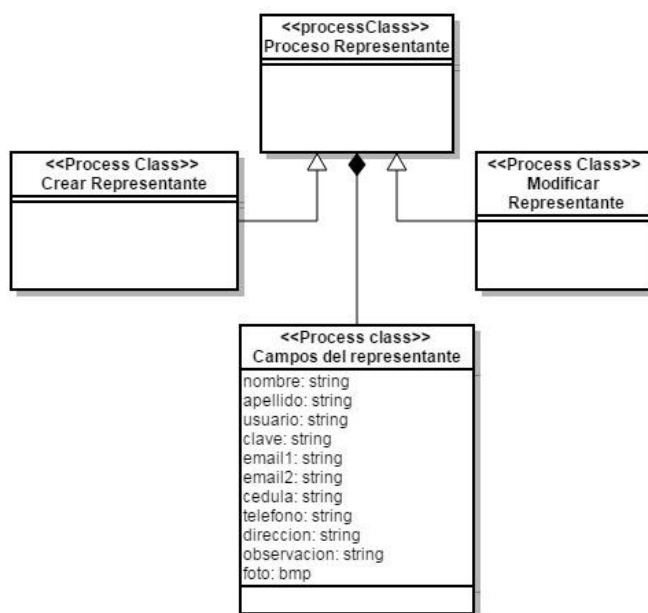 <<processClass>>
Proceso Representante
<<Process Class>>
Crear Representante
<<Process Class>>
Modificar
Representante
<<Process class>>
Campos del representante
nombre: string
apellido: string
usuario: string
clave: string
email1: string
email2: string
cedula: string
telefono: string
direccion: string
observacion: string
foto: bmp